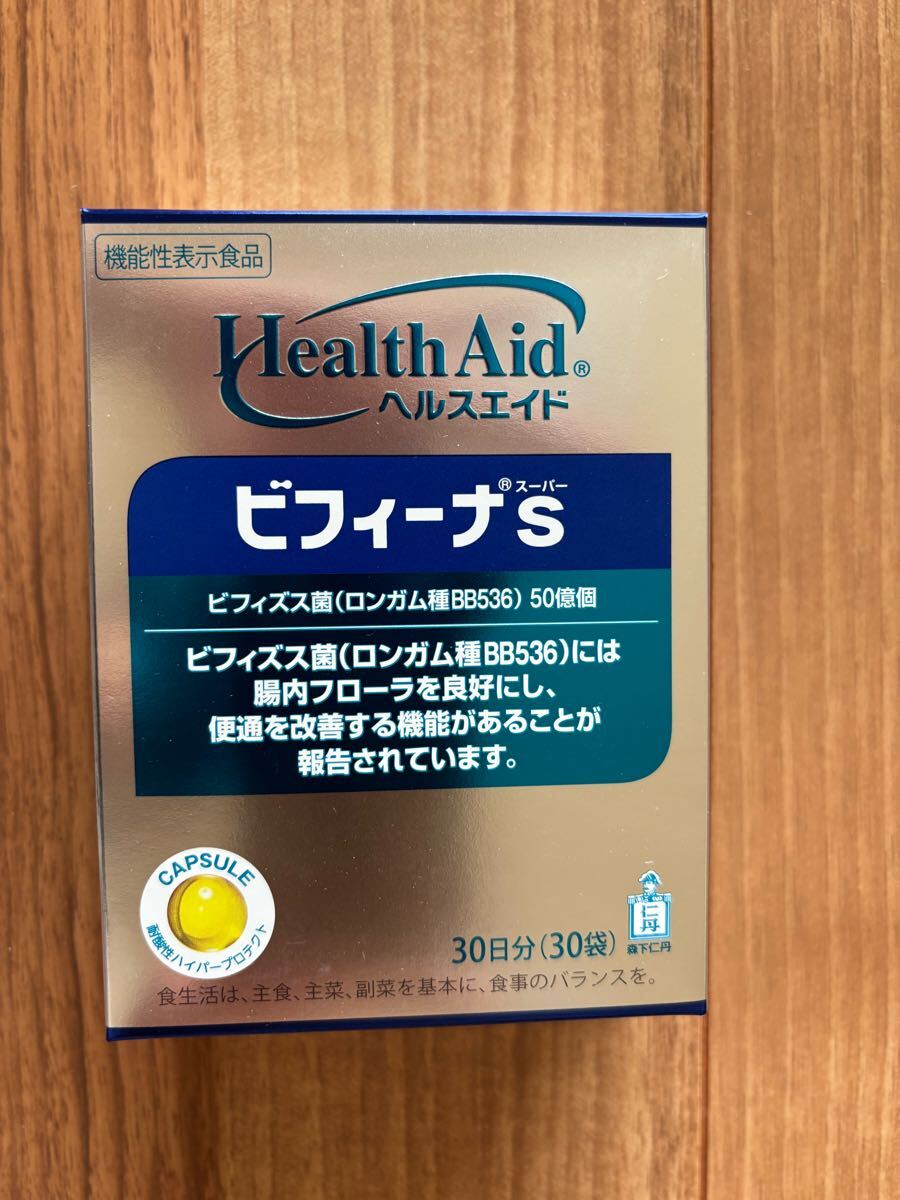 機能性表示食品
Health Aid®
ヘルスエイド
ビフィーナ®S
スーパー
ビフィズス菌(ロンガム種BB536) 50億個
ビフィズス菌(ロンガム種BB536)には
腸内フローラを良好にし、
便通を改善する機能があることが
報告されています。
CAPSULE
耐酸性ハイパープロテクト
仁丹
森下仁丹
30日分(30袋)
食生活は、主食、主菜、副菜を基本に、食事のバランスを。